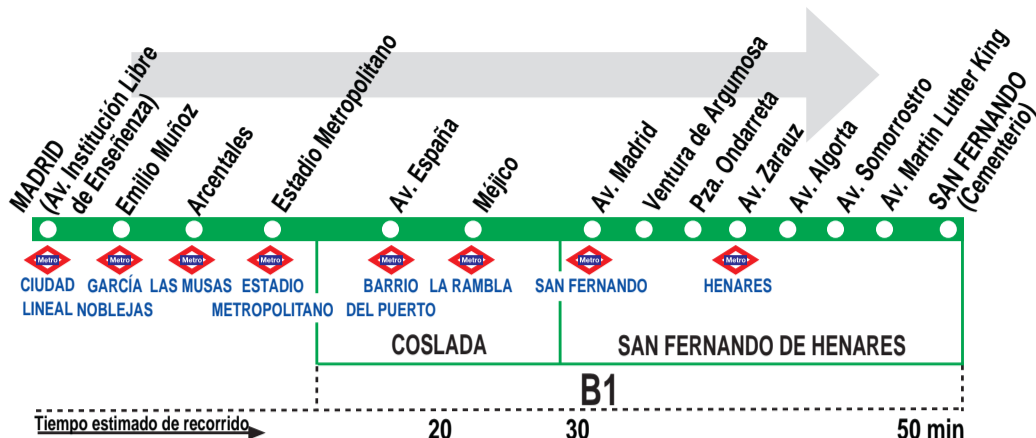 MADRID
(Av. Institución Libre
de Enseñenza)
Emilio Muñoz
Arcentales
Estadio Metropolitano
Av. España
Méjico
Av. Madrid
Ventura de Argumosa
Pza. Ondarreta
Av. Zarauz
Av. Algorta
Av. Somorrostro
Av. Martin Luther King
SAN FERNANDO
(Cementerio)
Metro Metro Metro Metro Metro Metro Metro Metro
CIUDAD GARCÍA LAS MUSAS ESTADIO BARRIO LA RAMBLA SAN FERNANDO HENARES
LINEAL NOBLEJAS METROPOLITANO DEL PUERTO
COSLADA SAN FERNANDO DE HENARES
B1
Tiempo estimado de recorrido 20 30 50 min